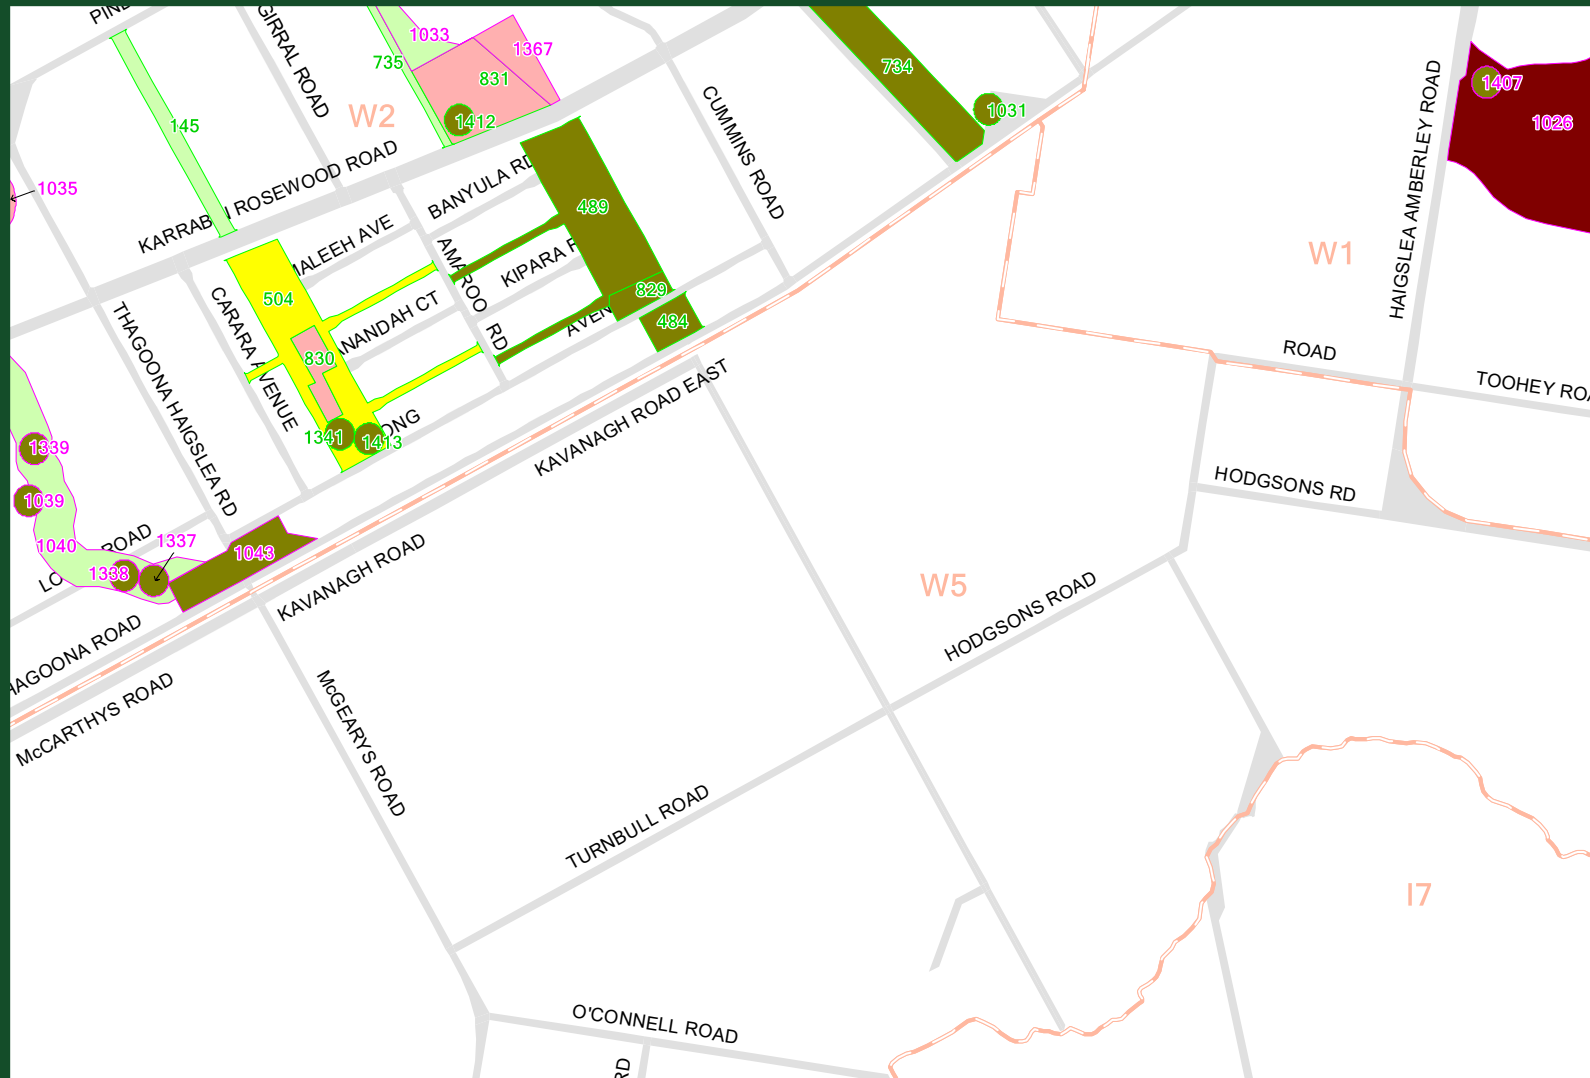 GIRRAL ROAD
1033
1367
735
831
734
1407
1026
1412
1031
145
W2
HAIGSLEA AMBERLEY ROAD
CUMMINS ROAD
1035
KARRAB N ROSEWOOD ROAD
BANYULA RD
489
MALEEH AVE
KIPARA
W1
504
AMAROO RD
829
484
THAGOONA HAIGSLEA RD
CARARA AVENUE
ANANDAH CT
830
AVEN
ROAD
TOOHEY ROA
KAVANAGH ROAD EAST
ONG
1341
1413
1339
1039
HODGSONS RD
1040
ROAD
1337
1043
1338
LO
KAVANAGH ROAD
W5
HODGSONS ROAD
HAGOONA ROAD
McCARTHYS ROAD
McGEARYS ROAD
TURNBULL ROAD
I7
O'CONNELL ROAD
RD